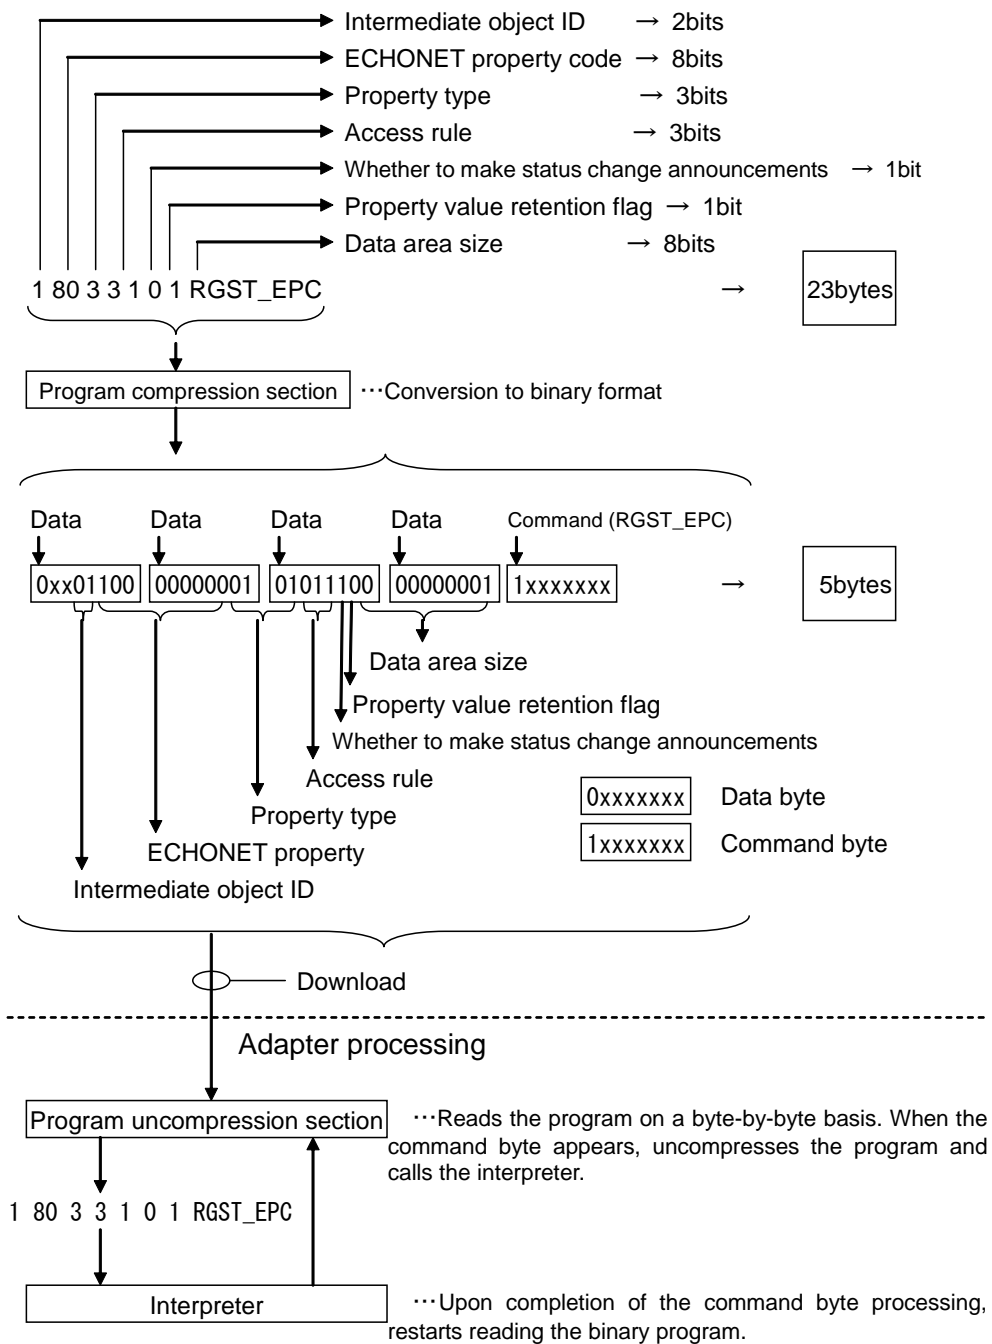 Intermediate object ID → 2bits
ECHONET property code → 8bits
Property type → 3bits
Access rule → 3bits
Whether to make status change announcements → 1bit
Property value retention flag → 1bit
Data area size → 8bits
1 80 3 3 1 0 1 RGST_EPC → 23bytes
Program compression section ···Conversion to binary format
Data Data Data Data Command (RGST_EPC)
0xx01100 00000001 01011100 00000001 1xxxxxxx → 5bytes
Data area size
Property value retention flag
Whether to make status change announcements
Access rule
0xxxxxxx Data byte
Property type
1xxxxxxx Command byte
ECHONET property
Intermediate object ID
Download
Adapter processing
Program uncompression section ···Reads the program on a byte-by-byte basis. When the
command byte appears, uncompresses the program and
calls the interpreter.
1 80 3 3 1 0 1 RGST_EPC
Interpreter ···Upon completion of the command byte processing,
restarts reading the binary program.